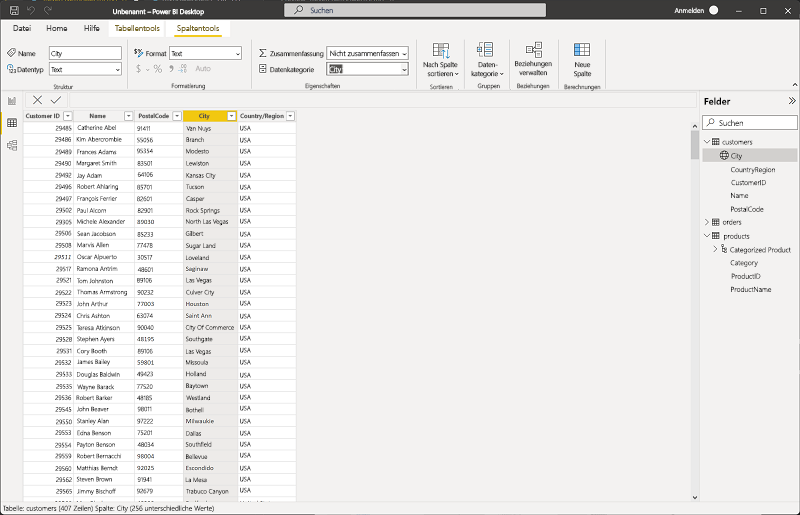 Unbenannt – Power BI Desktop
Suchen
Anmelden
Datei Home Hilfe Tabellentools Spaltentools
Name City
Datentyp Text
Struktur
Format Text
$ % Auto
Formatierung
Zusammenfassung Nicht zusammenfassen
Datenkategorie City
Eigenschaften
Nach Spalte sortieren
Sortieren
Daten-kategorie
Gruppen
Beziehungen verwalten
Beziehungen
Neue Spalte
Berechnungen
Customer ID Name PostalCode City Country/Region
29485 Catherine Abel 91411 Van Nuys USA
29486 Kim Abercrombie 55056 Branch USA
29489 Frances Adams 95354 Modesto USA
29490 Margaret Smith 83501 Lewiston USA
29492 Jay Adam 64106 Kansas City USA
29496 Robert Ahlaring 85701 Tucson USA
29497 François Ferrier 82601 Casper USA
29502 Paul Alcorn 82901 Rock Springs USA
29505 Michele Alexander 89030 North Las Vegas USA
29506 Sean Jacobson 85233 Gilbert USA
29508 Marvis Allen 77478 Sugar Land USA
29511 Oscar Alpuerto 30517 Loveland USA
29517 Ramona Antrim 48601 Saginaw USA
29521 Tom Johnston 89106 Las Vegas USA
29522 Thomas Armstrong 90232 Culver City USA
29523 John Arthur 77003 Houston USA
29524 Chris Ashton 63074 Saint Ann USA
29525 Teresa Atkinson 90040 City Of Commerce USA
29528 Stephen Ayers 48195 Southgate USA
29531 Cory Booth 89106 Las Vegas USA
29532 James Bailey 59801 Missoula USA
29533 Douglas Baldwin 49423 Holland USA
29535 Wayne Barack 77520 Baytown USA
29536 Robert Barker 48185 Westland USA
29545 John Beaver 98011 Bothell USA
29550 Stanley Alan 97222 Milwaukie USA
29553 Edna Benson 75201 Dallas USA
29554 Payton Benson 48034 Southfield USA
29559 Robert Bernacchi 98004 Bellevue USA
29560 Matthias Berndt 92025 Escondido USA
29562 Steven Brown 91941 La Mesa USA
29565 Jimmy Bischoff 92679 Trabuco Canyon USA
Felder
Suchen
customers
City
CountryRegion
CustomerID
Name
PostalCode
orders
products
Categorized Product
Category
ProductID
ProductName
Tabelle: customers (407 Zeilen) Spalte: City (256 unterschiedliche Werte)